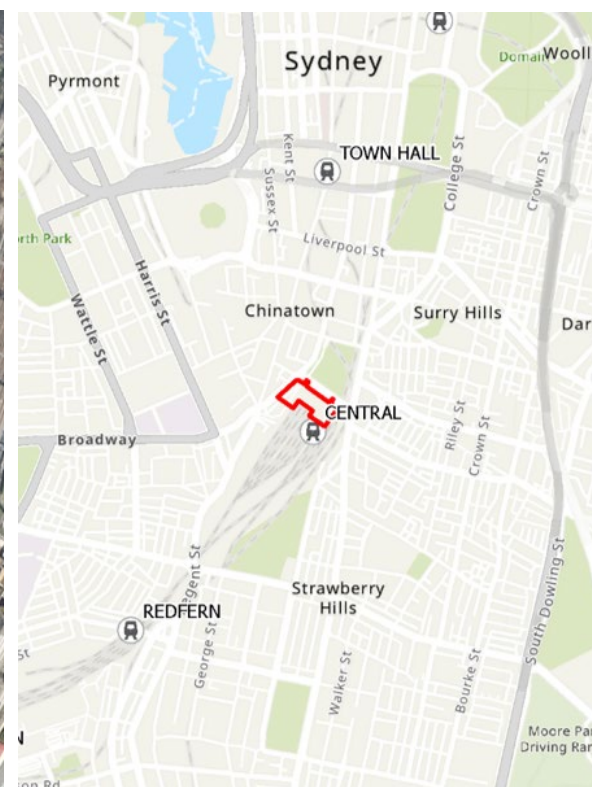 Sydney
Domain
Wooll
Pyrmont
TOWN HALL
Kent St
Sussex St
College St
Crown St
Liverpool St
rth Park
Harris St
Wattle St
Chinatown
Surry Hills
Dar
CENTRAL
Riley St
Crown St
Broadway
South Dowling St
egent St
Strawberry
Hills
REDFERN
George St
St
Walker St
Bourke St
N
Moore Par
Driving Ran
on Rd